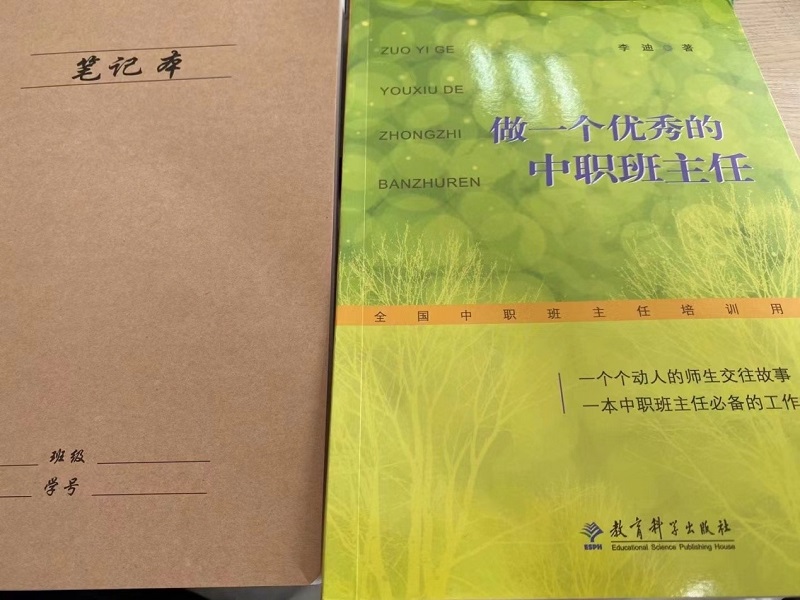 笔记本
班级
学号
ZUO YI GE
YOUXIU DE
ZHONGZHI
BANZHUREN
李迪 著
做一个优秀的
中职班主任
全国中职班主任培训用
一个个动人的师生交往故事
一本中职班主任必备的工作
教育科学出版社
ESPH
Educational Science Publishing House